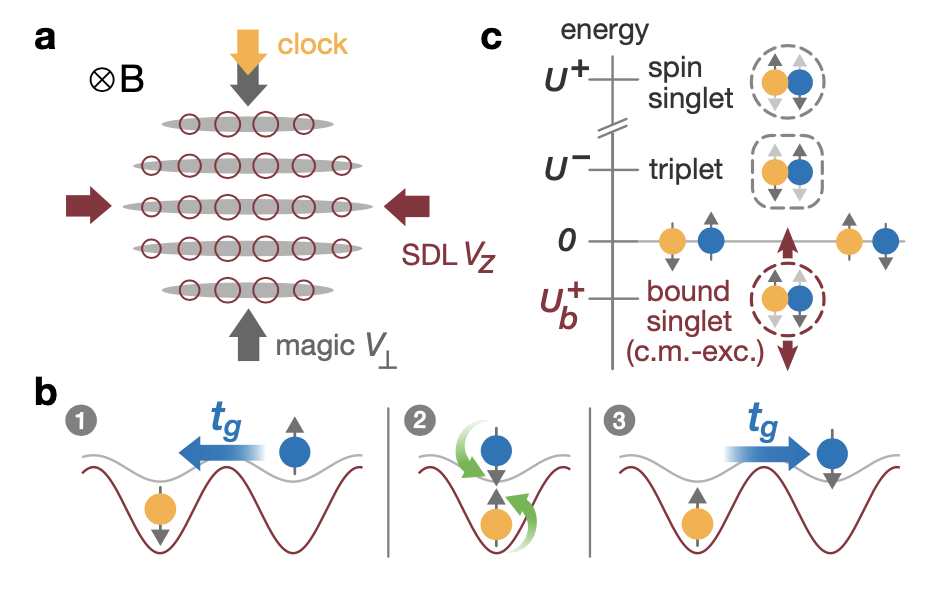 a
clock
⊗B
SDL V_Z
magic V_⊥
c
energy
U^+
spin
singlet
U^-
triplet
0
U_b^+
bound
singlet
(c.m.-exc.)
b
1
t_g
2
3
t_g